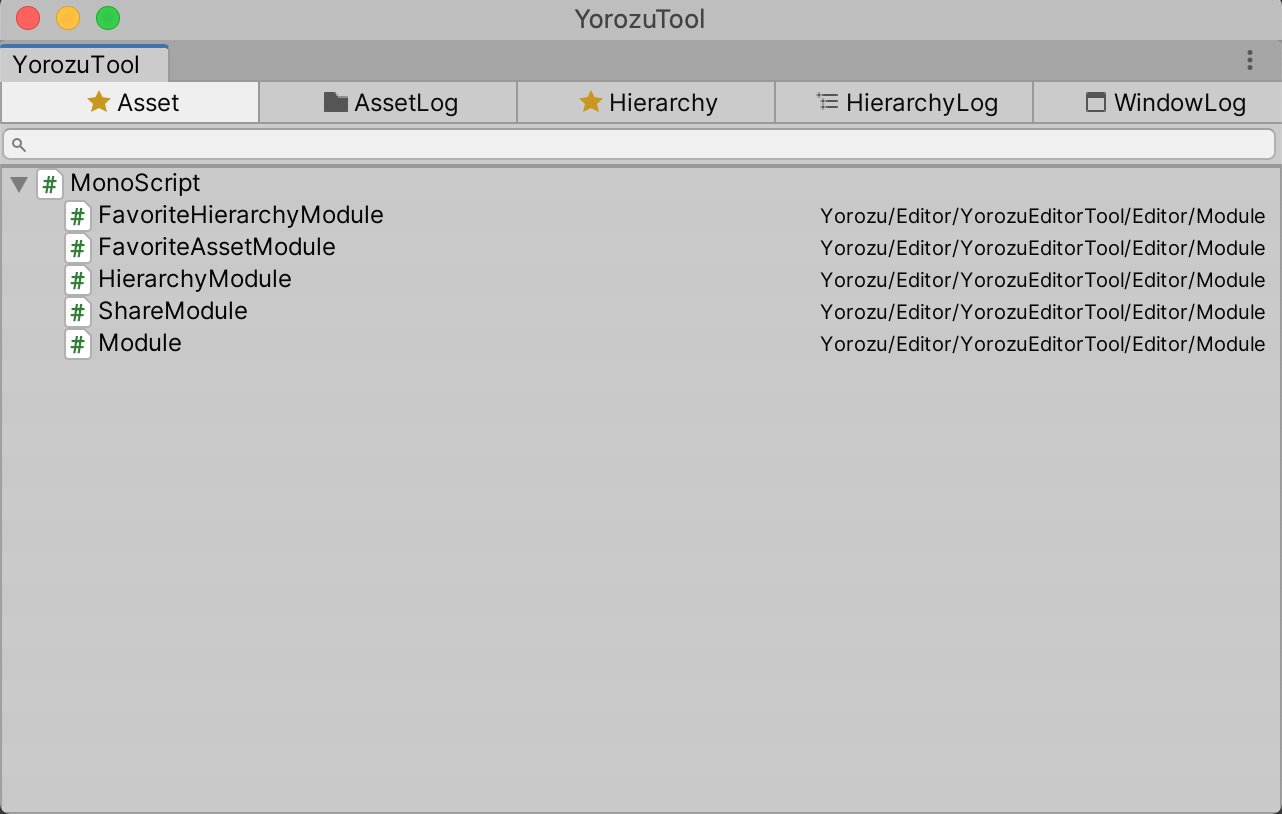 YorozuTool
YorozuTool
Asset AssetLog Hierarchy HierarchyLog WindowLog
# MonoScript
# FavoriteHierarchyModule Yorozu/Editor/YorozuEditorTool/Editor/Module
# FavoriteAssetModule Yorozu/Editor/YorozuEditorTool/Editor/Module
# HierarchyModule Yorozu/Editor/YorozuEditorTool/Editor/Module
# ShareModule Yorozu/Editor/YorozuEditorTool/Editor/Module
# Module Yorozu/Editor/YorozuEditorTool/Editor/Module